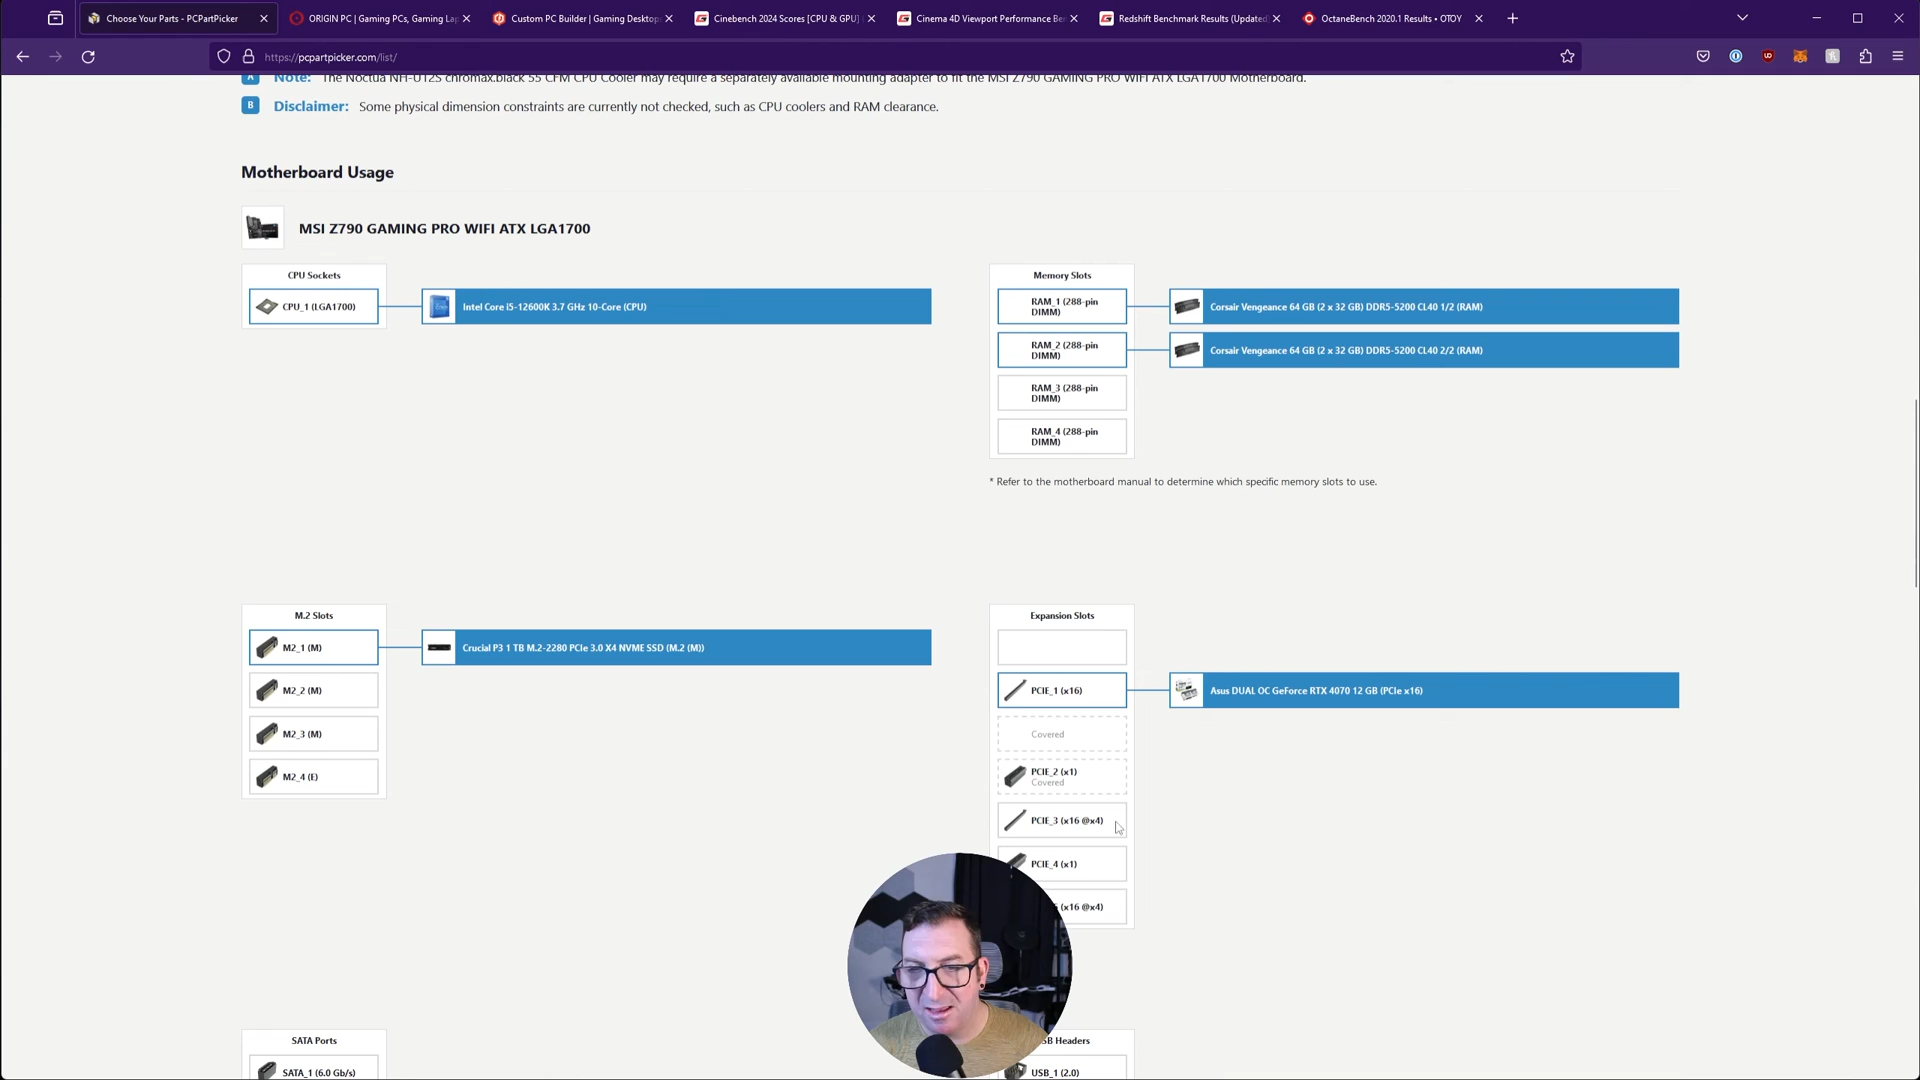 Choose Your Parts - PCPartPicker
ORIGIN PC | Gaming PCs, Gaming La
Custom PC Builder | Gaming Desktop
Cinebench 2024 Scores [CPU & GPU]
Cinema 4D Viewport Performance Be
Redshift Benchmark Results (Updated
OctaneBench 2020.1 Results • OTOY
https://pcpartpicker.com/list/
A Note: The Noctua NH-U12S chromax.black 55 CFM CPU Cooler may require a separately available mounting adapter to fit the MSI Z790 GAMING PRO WIFI ATX LGA1700 Motherboard.
B Disclaimer: Some physical dimension constraints are currently not checked, such as CPU coolers and RAM clearance.
Motherboard Usage
MSI Z790 GAMING PRO WIFI ATX LGA1700
CPU Sockets
CPU_1 (LGA1700)
Intel Core i5-12600K 3.7 GHz 10-Core (CPU)
Memory Slots
RAM_1 (288-pin
DIMM)
Corsair Vengeance 64 GB (2 x 32 GB) DDR5-5200 CL40 1/2 (RAM)
RAM_2 (288-pin
DIMM)
Corsair Vengeance 64 GB (2 x 32 GB) DDR5-5200 CL40 2/2 (RAM)
RAM_3 (288-pin
DIMM)
RAM_4 (288-pin
DIMM)
* Refer to the motherboard manual to determine which specific memory slots to use.
M.2 Slots
M2_1 (M)
Crucial P3 1 TB M.2-2280 PCIe 3.0 X4 NVME SSD (M.2 (M))
M2_2 (M)
M2_3 (M)
M2_4 (E)
Expansion Slots
PCIE_1 (x16)
Asus DUAL OC GeForce RTX 4070 12 GB (PCIe x16)
Covered
PCIE_2 (x1)
Covered
PCIE_3 (x16 @x4)
PCIE_4 (x1)
(x16 @x4)
SATA Ports
SATA_1 (6.0 Gb/s)
SB Headers
USB_1 (2.0)